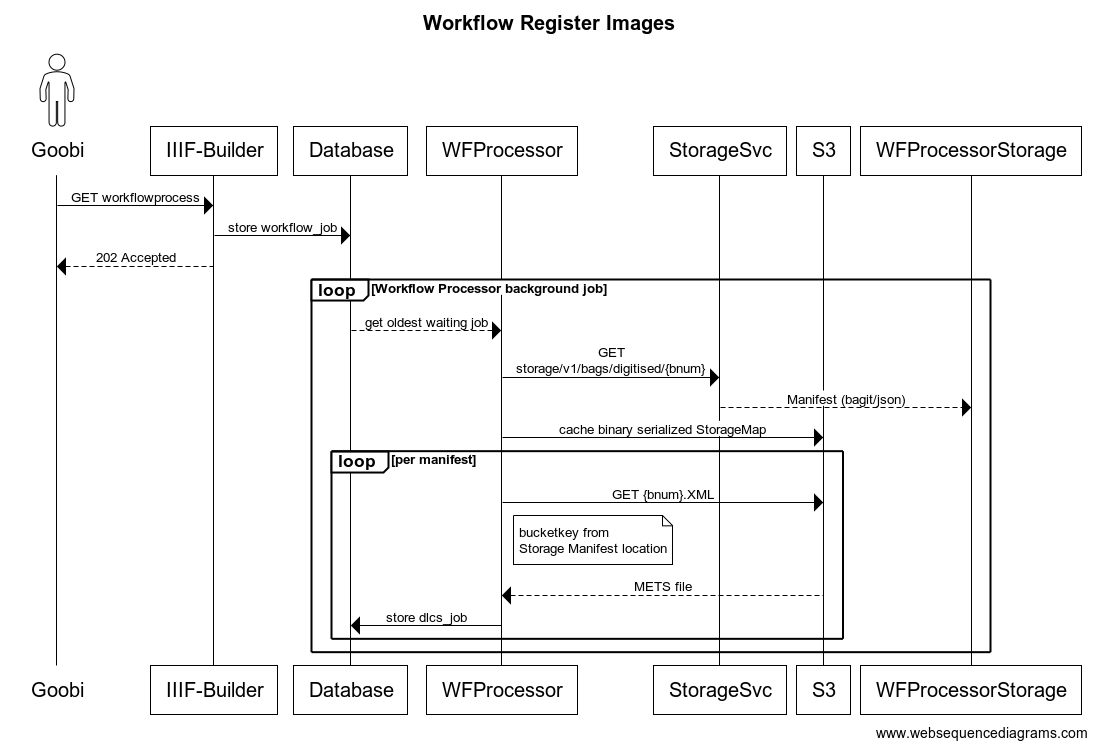 Workflow Register Images
Goobi
IIIF-Builder
Database
WFProcessor
StorageSvc
S3
WFProcessorStorage
GET workflowprocess
store workflow_job
202 Accepted
loop [Workflow Processor background job]
get oldest waiting job
GET
storage/v1/bags/digitised/{bnum}
Manifest (bagit/json)
cache binary serialized StorageMap
loop [per manifest]
GET {bnum}.XML
bucketkey from
Storage Manifest location
METS file
store dlcs_job
Goobi
IIIF-Builder
Database
WFProcessor
StorageSvc
S3
WFProcessorStorage
www.websequencediagrams.com